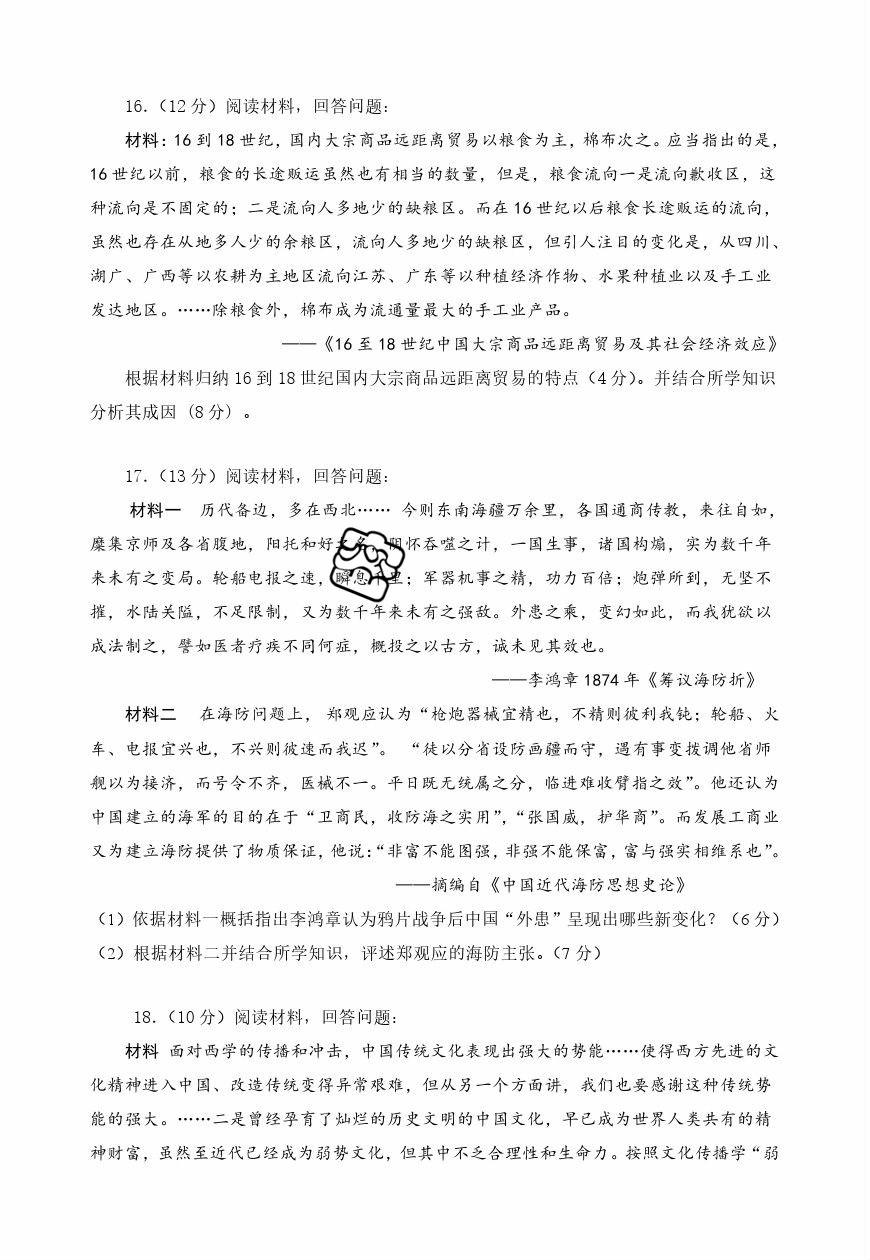 16.（12 分）阅读材料，回答问题：
材料：16 到 18 世纪，国内大宗商品远距离贸易以粮食为主，棉布次之。应当指出的是，
16 世纪以前，粮食的长途贩运虽然也有相当的数量，但是，粮食流向一是流向歉收区，这
种流向是不固定的；二是流向人多地少的缺粮区。而在 16 世纪以后粮食长途贩运的流向，
虽然也存在从地多人少的余粮区，流向人多地少的缺粮区，但引人注目的变化是，从四川、
湖广、广西等以农耕为主地区流向江苏、广东等以种植经济作物、水果种植业以及手工业
发达地区。……除粮食外，棉布成为流通量最大的手工业产品。
——《16 至 18 世纪中国大宗商品远距离贸易及其社会经济效应》
根据材料归纳 16 到 18 世纪国内大宗商品远距离贸易的特点（4 分）。并结合所学知识
分析其成因（8 分）。
17.（13 分）阅读材料，回答问题：
材料一 历代备边，多在西北…… 今则东南海疆万余里，各国通商传教，来往自如，
糜集京师及各省腹地，阳托和好之名，阴怀吞噬之计，一国生事，诸国构煽，实为数千年
来未有之变局。轮船电报之速，瞬息千里；军器机事之精，功力百倍；炮弹所到，无坚不
摧，水陆关隘，不足限制，又为数千年来未有之强敌。外患之乘，变幻如此，而我犹欲以
成法制之，譬如医者疗疾不同何症，概投之以古方，诚未见其效也。
——李鸿章 1874 年《筹议海防折》
材料二 在海防问题上， 郑观应认为“枪炮器械宜精也，不精则彼利我钝；轮船、火
车、电报宜兴也，不兴则彼速而我迟”。 “徒以分省设防画疆而守，遇有事变拨调他省师
舰以为接济，而号令不齐，医械不一。平日既无统属之分，临进难收臂指之效”。他还认为
中国建立的海军的目的在于“卫商民，收防海之实用”，“张国威，护华商”。而发展工商业
又为建立海防提供了物质保证，他说：“非富不能图强，非强不能保富，富与强实相维系也”。
——摘编自《中国近代海防思想史论》
（1）依据材料一概括指出李鸿章认为鸦片战争后中国“外患”呈现出哪些新变化？（6 分）
（2）根据材料二并结合所学知识，评述郑观应的海防主张。（7 分）
18.（10 分）阅读材料，回答问题：
材料 面对西学的传播和冲击，中国传统文化表现出强大的势能……使得西方先进的文
化精神进入中国、改造传统变得异常艰难，但从另一个方面讲，我们也要感谢这种传统势
能的强大。……二是曾经孕育了灿烂的历史文明的中国文化，早已成为世界人类共有的精
神财富，虽然至近代已经成为弱势文化，但其中不乏合理性和生命力。按照文化传播学“弱